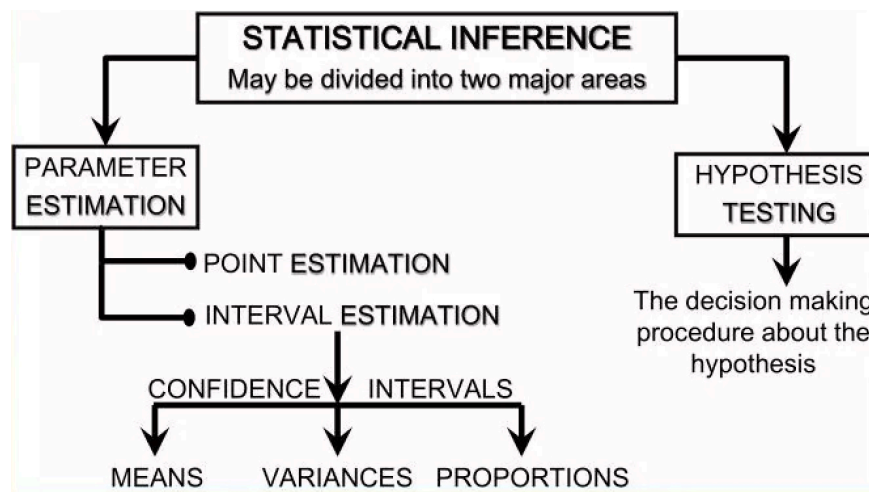 STATISTICAL INFERENCE
May be divided into two major areas
PARAMETER
ESTIMATION
HYPOTHESIS
TESTING
POINT ESTIMATION
INTERVAL ESTIMATION
The decision making
procedure about the
hypothesis
CONFIDENCE INTERVALS
MEANS VARIANCES PROPORTIONS